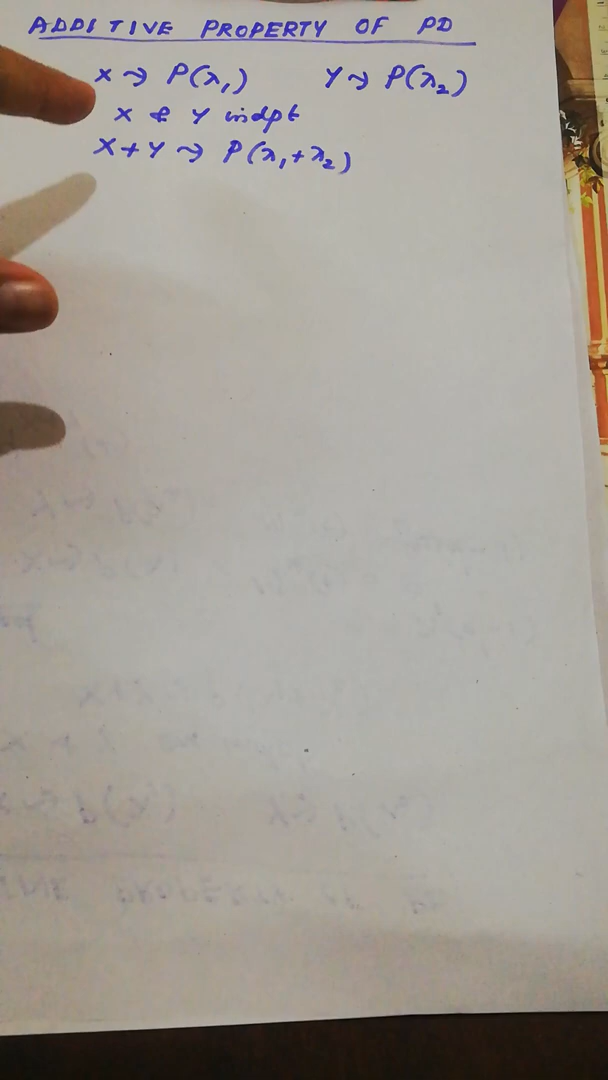 ADDITIVE PROPERTY OF PD
X → P(λ₁) Y → P(λ₂)
X & Y indpt
X+Y → P(λ₁+λ₂)